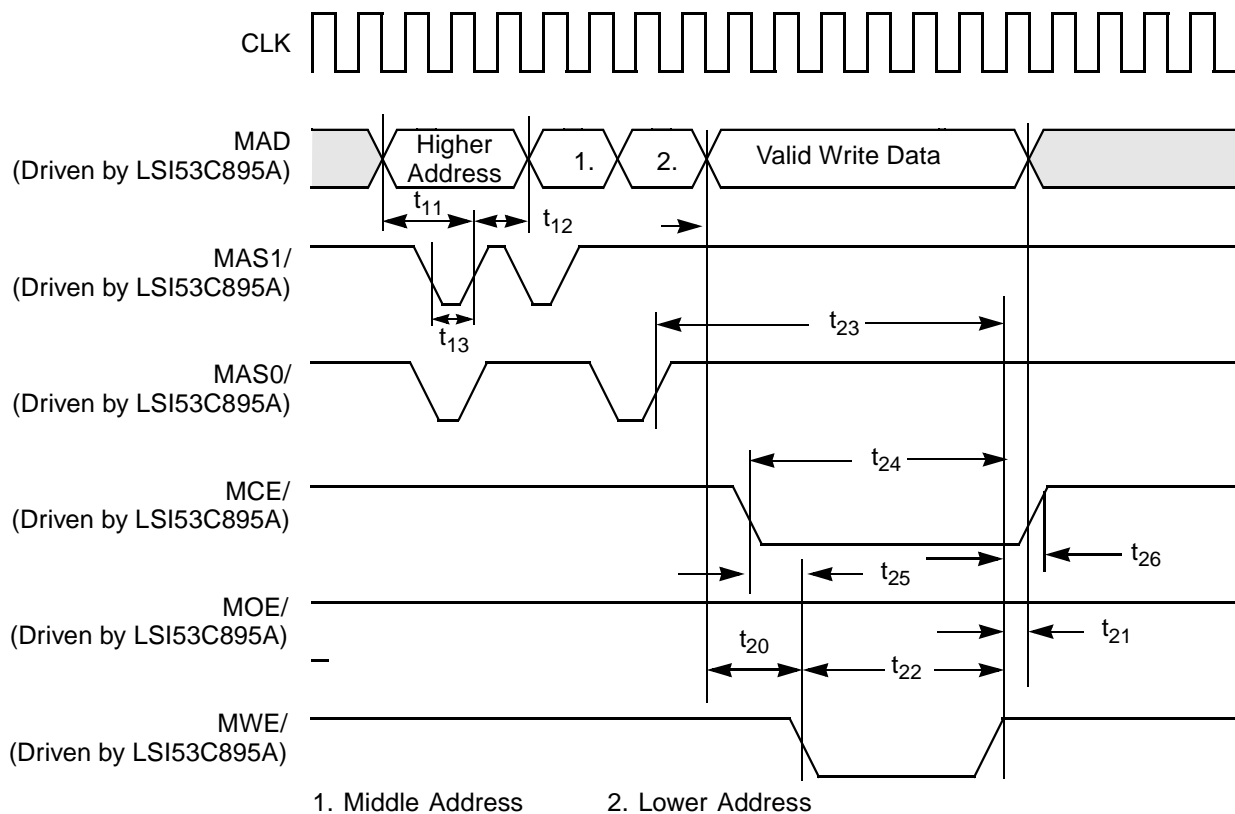 CLK
MAD
(Driven by LSI53C895A)
Higher
Address
1.
2.
Valid Write Data
t11
t12
MAS1/
(Driven by LSI53C895A)
t13
t23
MAS0/
(Driven by LSI53C895A)
t24
MCE/
(Driven by LSI53C895A)
t26
t25
MOE/
(Driven by LSI53C895A)
t21
t20
t22
MWE/
(Driven by LSI53C895A)
1. Middle Address 2. Lower Address